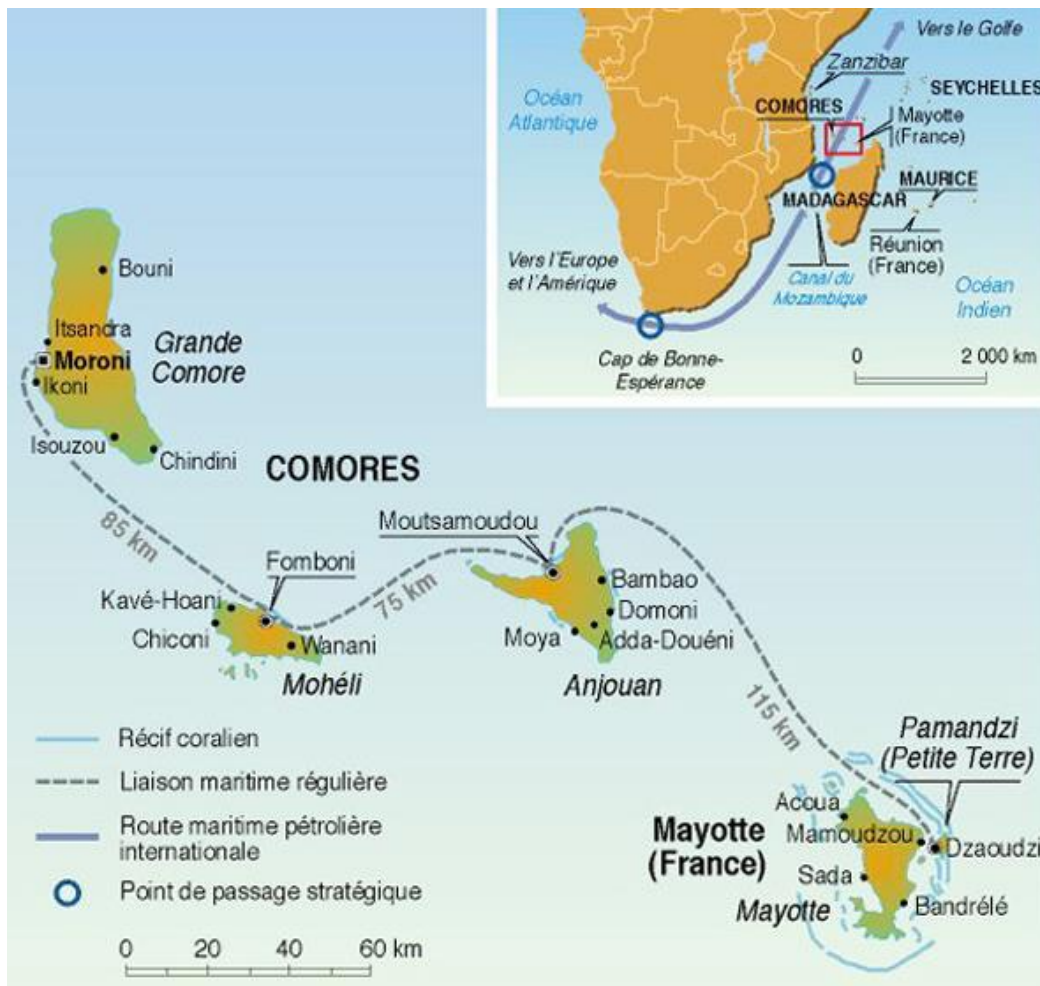 Vers le Golfe
Zanzibar
Océan
Atlantique
SEYCHELLES
COMORES
Mayotte
(France)
MADAGASCAR
MAURICE
Réunion
(France)
Vers l'Europe
et l'Amérique
Canal du
Mozambique
Océan
Indien
Cap de Bonne-
Espérance
0 2 000 km
Bouni
Itsandra
Moroni
Ikoni
Grande
Comore
Isouzou
Chindini
COMORES
85 km
Moutsamoudou
Fomboni
75 km
Kavé-Hoani
Chiconi
Wanani
Mohéli
Bambao
Domoni
Moya
Adda-Douéni
Anjouan
115 km
Pamandzi
(Petite Terre)
Acoua
Mamoudzou
Dzaoudzi
Mayotte
(France)
Sada
Mayotte
Bandrélé
Récif coralien
Liaison maritime régulière
Route maritime pétrolière
internationale
Point de passage stratégique
0 20 40 60 km